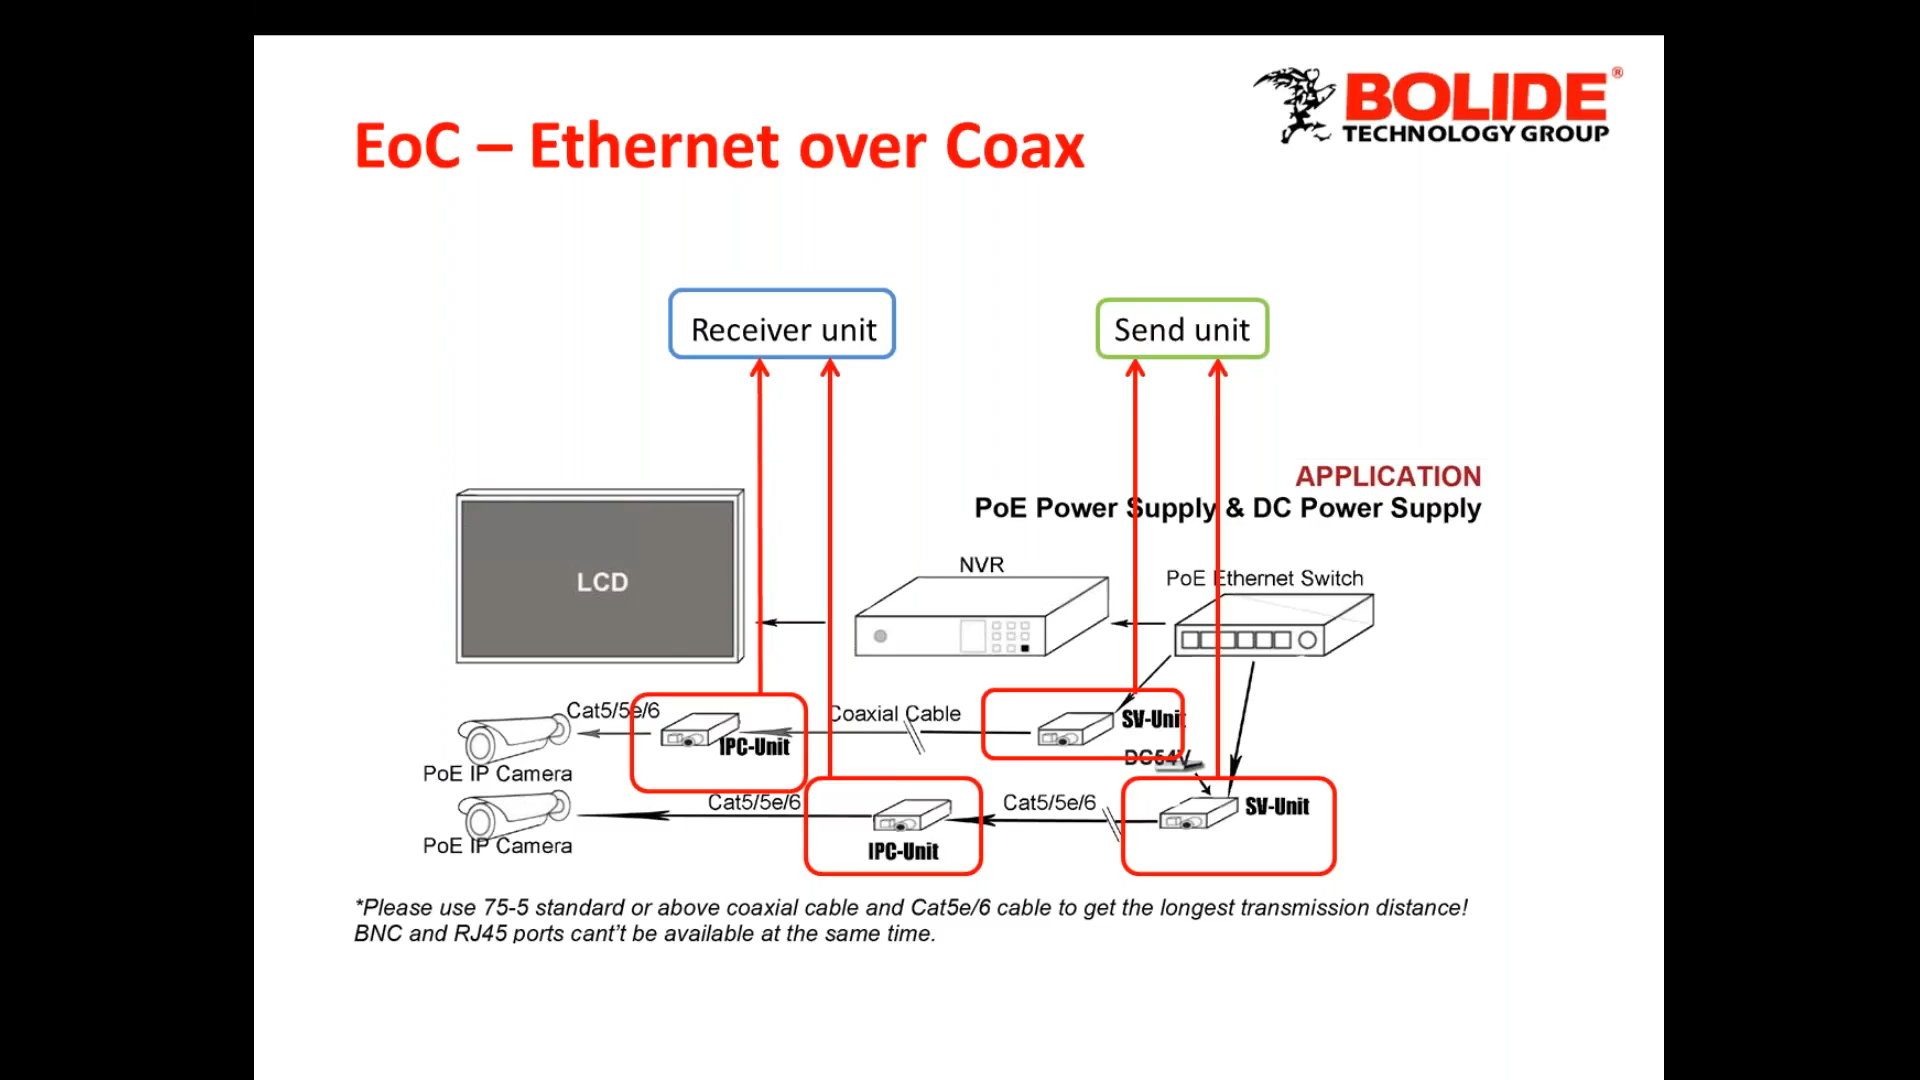 BOLIDE®
TECHNOLOGY GROUP
EoC – Ethernet over Coax
Receiver unit
Send unit
APPLICATION
PoE Power Supply & DC Power Supply
LCD
NVR
PoE Ethernet Switch
Cat5/5e/6
IPC-Unit
Coaxial Cable
SV-Unit
DC54V
PoE IP Camera
Cat5/5e/6
IPC-Unit
Cat5/5e/6
SV-Unit
PoE IP Camera
*Please use 75-5 standard or above coaxial cable and Cat5e/6 cable to get the longest transmission distance!
BNC and RJ45 ports cant't be available at the same time.